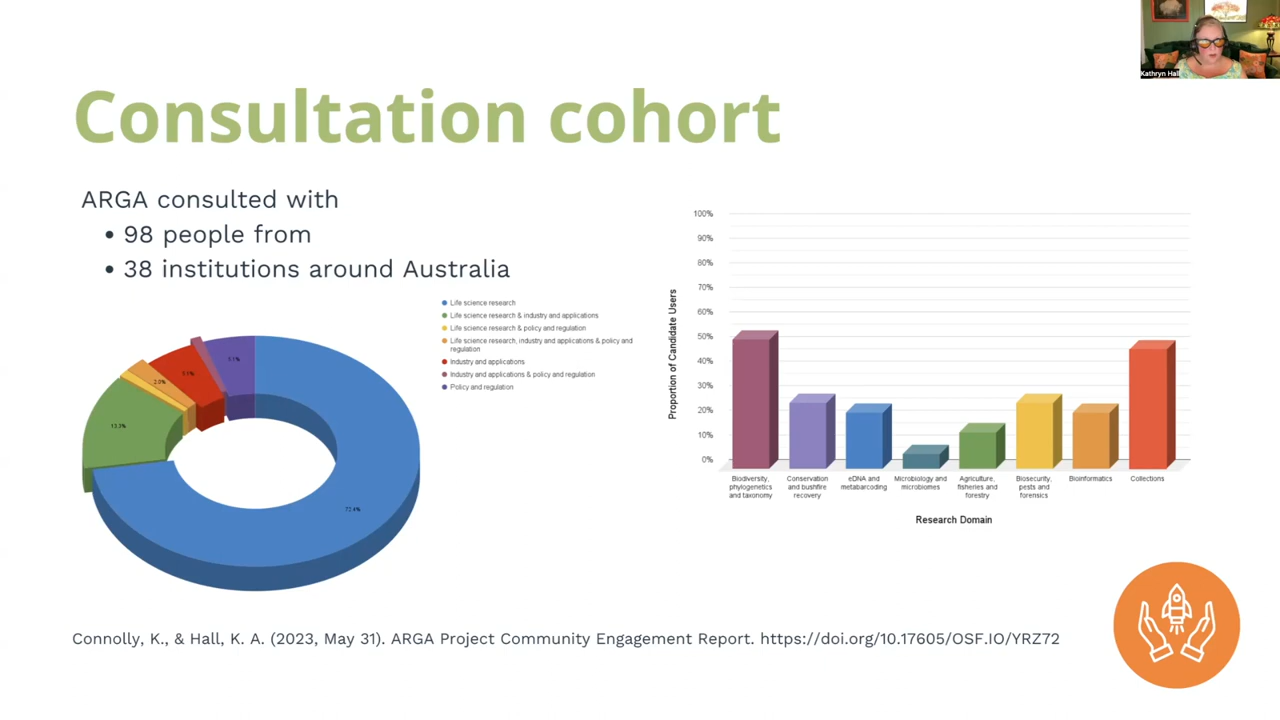 Kathryn Hall
Consultation cohort
ARGA consulted with
• 98 people from
• 38 institutions around Australia
Life science research
Life science research & industry and applications
Life science research & policy and regulation
Life science research, industry and applications & policy and
regulation
Industry and applications
Industry and applications & policy and regulation
Policy and regulation
13.3%
2.0%
5.1%
72.4%
Proportion of Candidate Users
100%
90%
80%
70%
60%
50%
40%
30%
20%
10%
0%
Biodiversity,
phylogenetics
and taxonomy
Conservation
and bushfire
recovery
eDNA and
metabarcoding
Microbiology and
microbiomes
Agriculture,
fisheries and
forestry
Biosecurity,
pests and
forensics
Bioinformatics
Collections
Research Domain
Connolly, K., & Hall, K. A. (2023, May 31). ARGA Project Community Engagement Report. https://doi.org/10.17605/OSF.IO/YRZ72